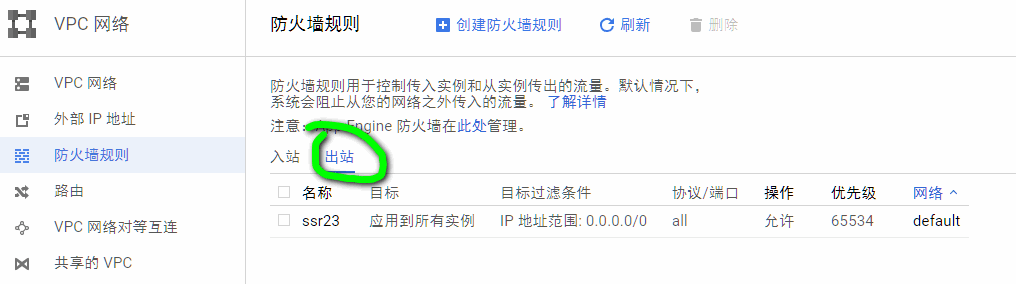 VPC 网络
防火墙规则
创建防火墙规则
刷新
删除
VPC 网络
外部 IP 地址
防火墙规则
路由
VPC 网络对等互连
共享的 VPC
防火墙规则用于控制传入实例和从实例传出的流量。默认情况下，
系统会阻止从您的网络之外传入的流量。 了解详情
注意：App Engine 防火墙在此处管理。
入站 出站
名称 目标 目标过滤条件 协议/端口 操作 优先级 网络
ssr23 应用到所有实例 IP 地址范围: 0.0.0.0/0 all 允许 65534 default